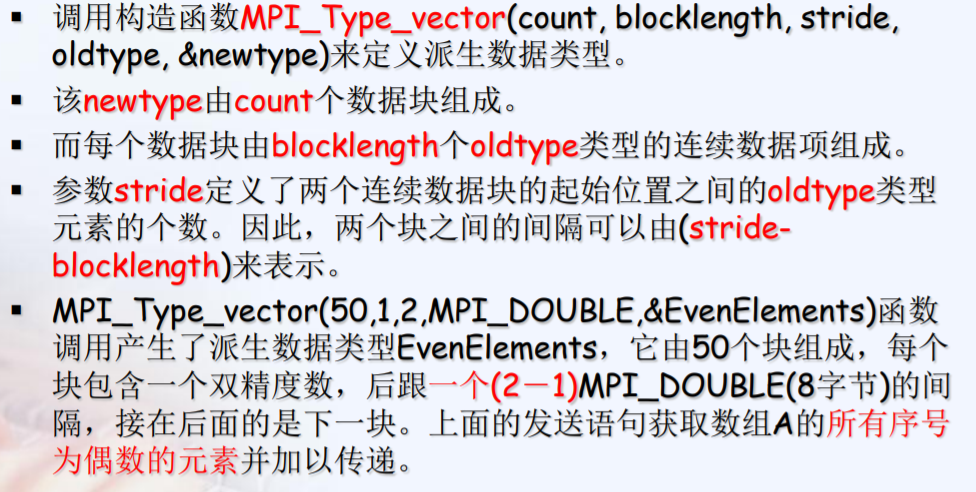 ▪ 调用构造函数MPI_Type_vector(count, blocklength, stride,
oldtype, &newtype)来定义派生数据类型。
▪ 该newtype由count个数据块组成。
▪ 而每个数据块由blocklength个oldtype类型的连续数据项组成。
▪ 参数stride定义了两个连续数据块的起始位置之间的oldtype类型
元素的个数。因此，两个块之间的间隔可以由(stride-
blocklength)来表示。
▪ MPI_Type_vector(50,1,2,MPI_DOUBLE,&EvenElements)函数
调用产生了派生数据类型EvenElements，它由50个块组成，每个
块包含一个双精度数，后跟一个(2－1)MPI_DOUBLE(8字节)的间
隔，接在后面的是下一块。上面的发送语句获取数组A的所有序号
为偶数的元素并加以传递。